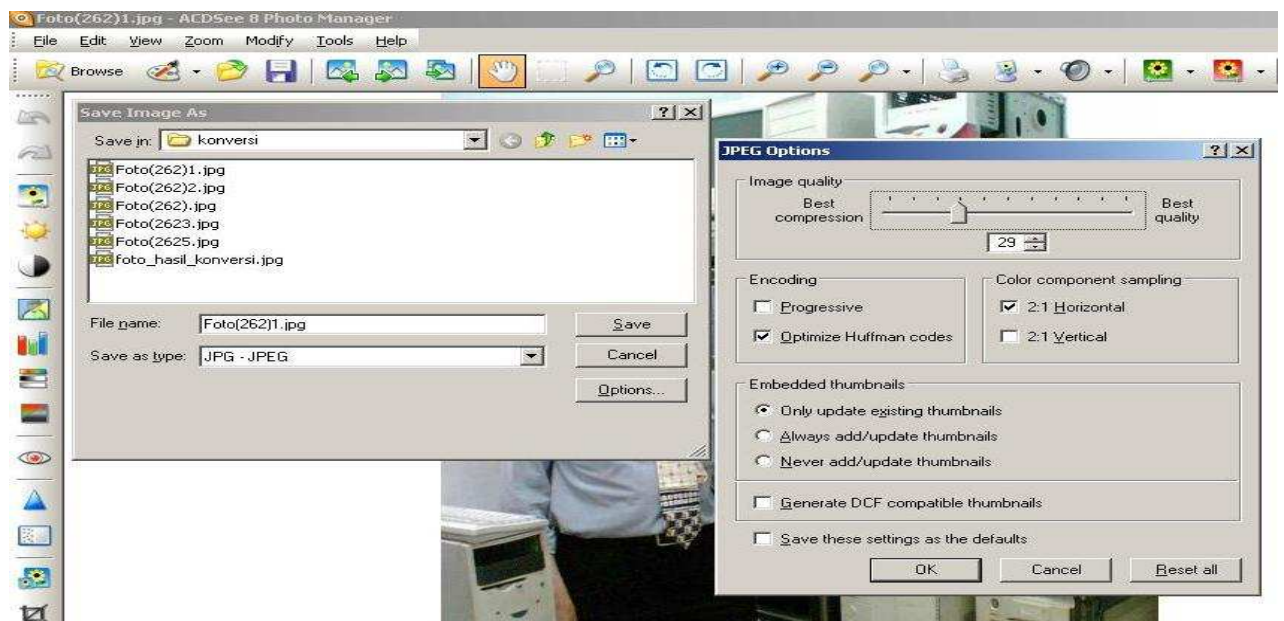 Foto(262)1.jpg - ACDSee 8 Photo Manager
File Edit View Zoom Modify Tools Help
Browse
Save Image As
Save in: konversi
Foto(262)1.jpg
Foto(262)2.jpg
Foto(262).jpg
Foto(2623.jpg
Foto(2625.jpg
foto_hasil_konversi.jpg
File name: Foto(262)1.jpg Save
Save as type: JPG - JPEG Cancel
Options...
JPEG Options
Image quality
Best compression
Best quality
29
Encoding
Progressive
Optimize Huffman codes
Color component sampling
2:1 Horizontal
2:1 Vertical
Embedded thumbnails
Only update existing thumbnails
Always add/update thumbnails
Never add/update thumbnails
Generate DCF compatible thumbnails
Save these settings as the defaults
OK Cancel Reset all